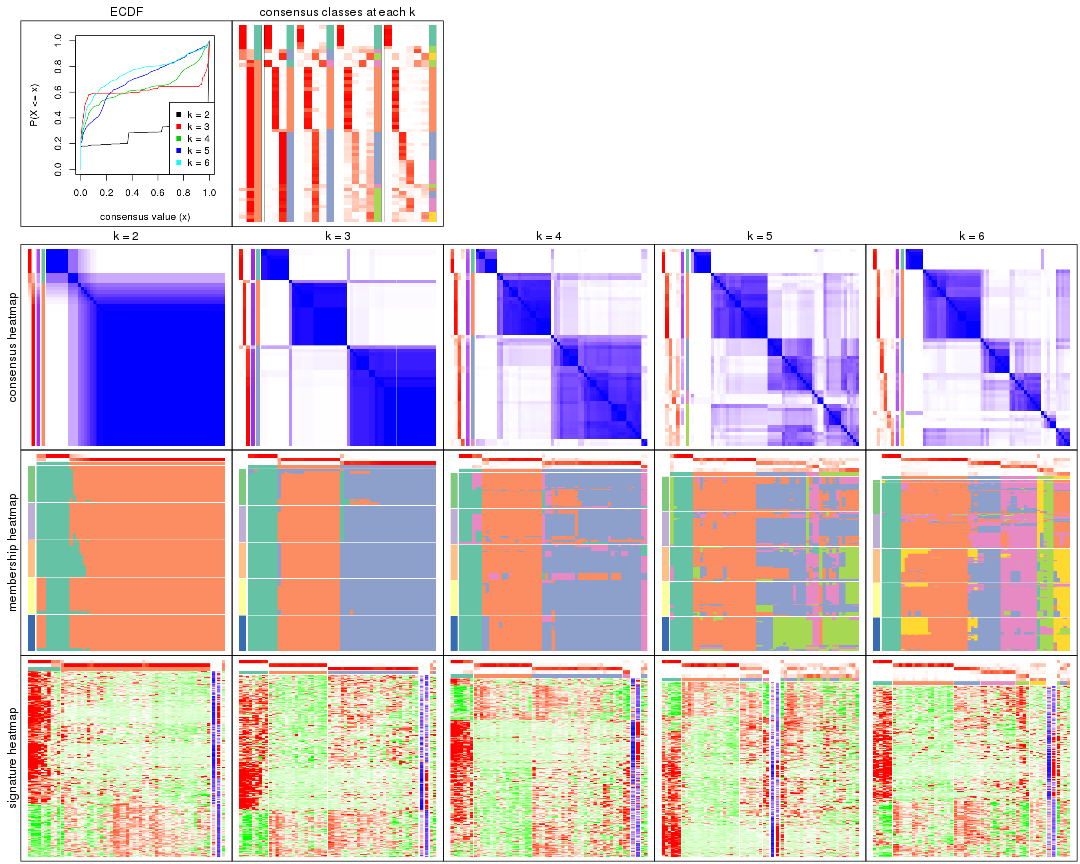 ECDF
consensus classes at each k
P(X <= x)
0.0 0.2 0.4 0.6 0.8 1.0
k = 2
k = 3
k = 4
k = 5
k = 6
0.0 0.2 0.4 0.6 0.8 1.0
consensus value (x)
k = 2
k = 3
k = 4
k = 5
k = 6
consensus heatmap
membership heatmap
signature heatmap